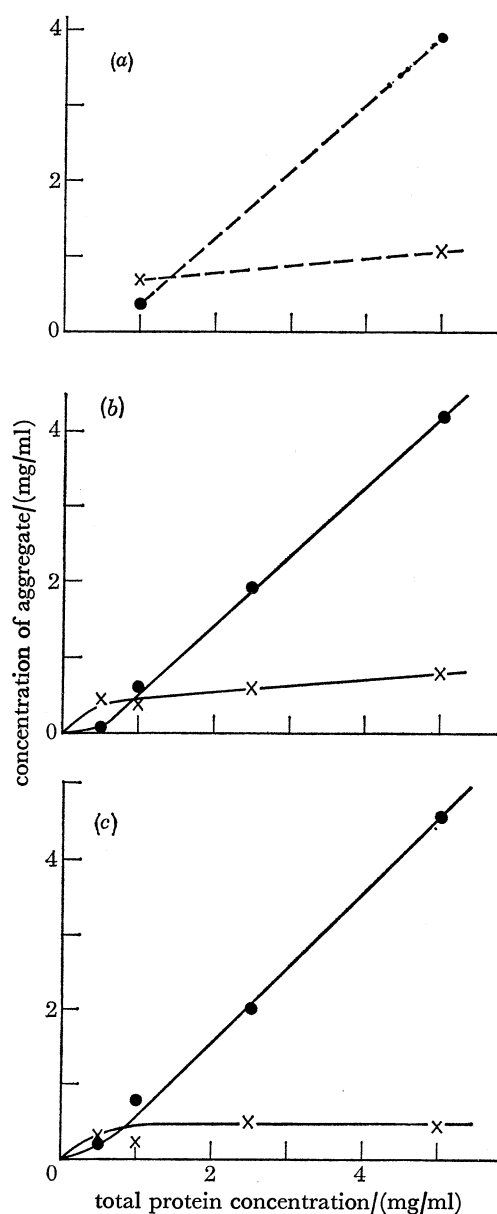 4
(a)
2
0
(b)
4
2
0
concentration of aggregate/(mg/ml)
(c)
4
2
0
2
4
total protein concentration/(mg/ml)